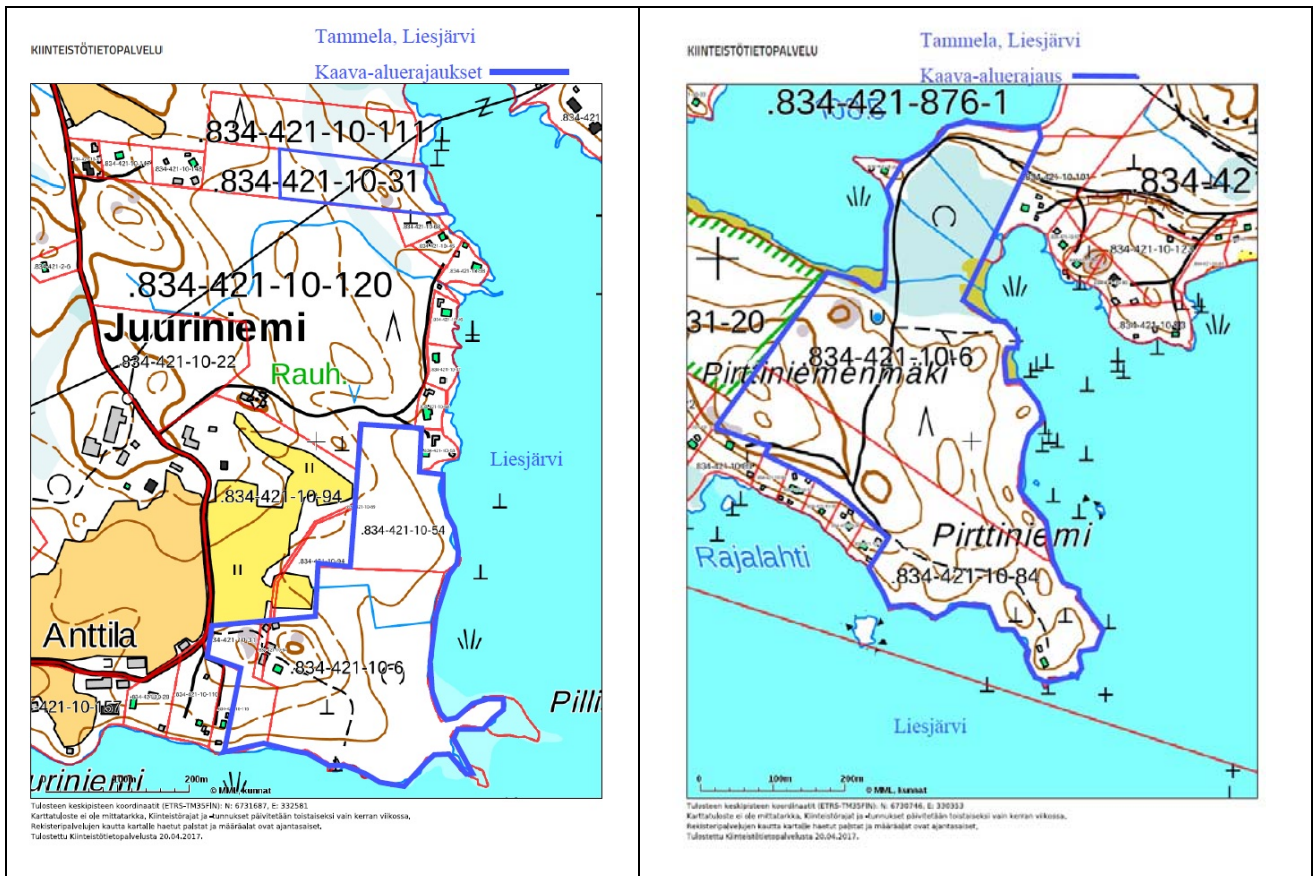 KIINTEISTÖTIETOPALVELU
Tammela, Liesjärvi
Kaava-aluerajaukset
.834-421-10-111
.834-421-10-31
.834-421-10-120
Juuriniemi
.834-421-10-22
Rauh.
Liesjärvi
II
.834-421-10-94
.834-421-10-54
II
Anttila
.834-421-10-6
Pilli
-421-10-157
uriniemi
100m
200m
© MML, kunnat
Tulosteen keskipisteen koordinaatit (ETRS-TM35FIN): N: 6731687, E: 332581
Karttatuloste ei ole mittatarkka, Kiinteistörajat ja -tunnukset päivitetään toistaiseksi vain kerran viikossa,
Rekisteripalvelujen kautta kartalle haetut palstat ja määräalat ovat ajantasaiset,
Tulostettu Kiinteistötietopalvelusta 20.04.2017.
KIINTEISTÖTIETOPALVELU
Tammela, Liesjärvi
Kaava-aluerajaus
.834-421-876-1
834-42
31-20
.834-421-10-6
Pirttiniemenmäki
Pirttiniemi
Rajalahti
.834-421-10-84
Liesjärvi
0
100m
200m
© MML, kunnat
Tulosteen keskipisteen koordinaatit (ETRS-TM35FIN): N: 6730746, E: 330353
Karttatuloste ei ole mittatarkka, Kiinteistörajat ja -tunnukset päivitetään toistaiseksi vain kerran viikossa,
Rekisteripalvelujen kautta kartalle haetut palstat ja määräalat ovat ajantasaiset,
Tulostettu Kiinteistötietopalvelusta 20.04.2017.